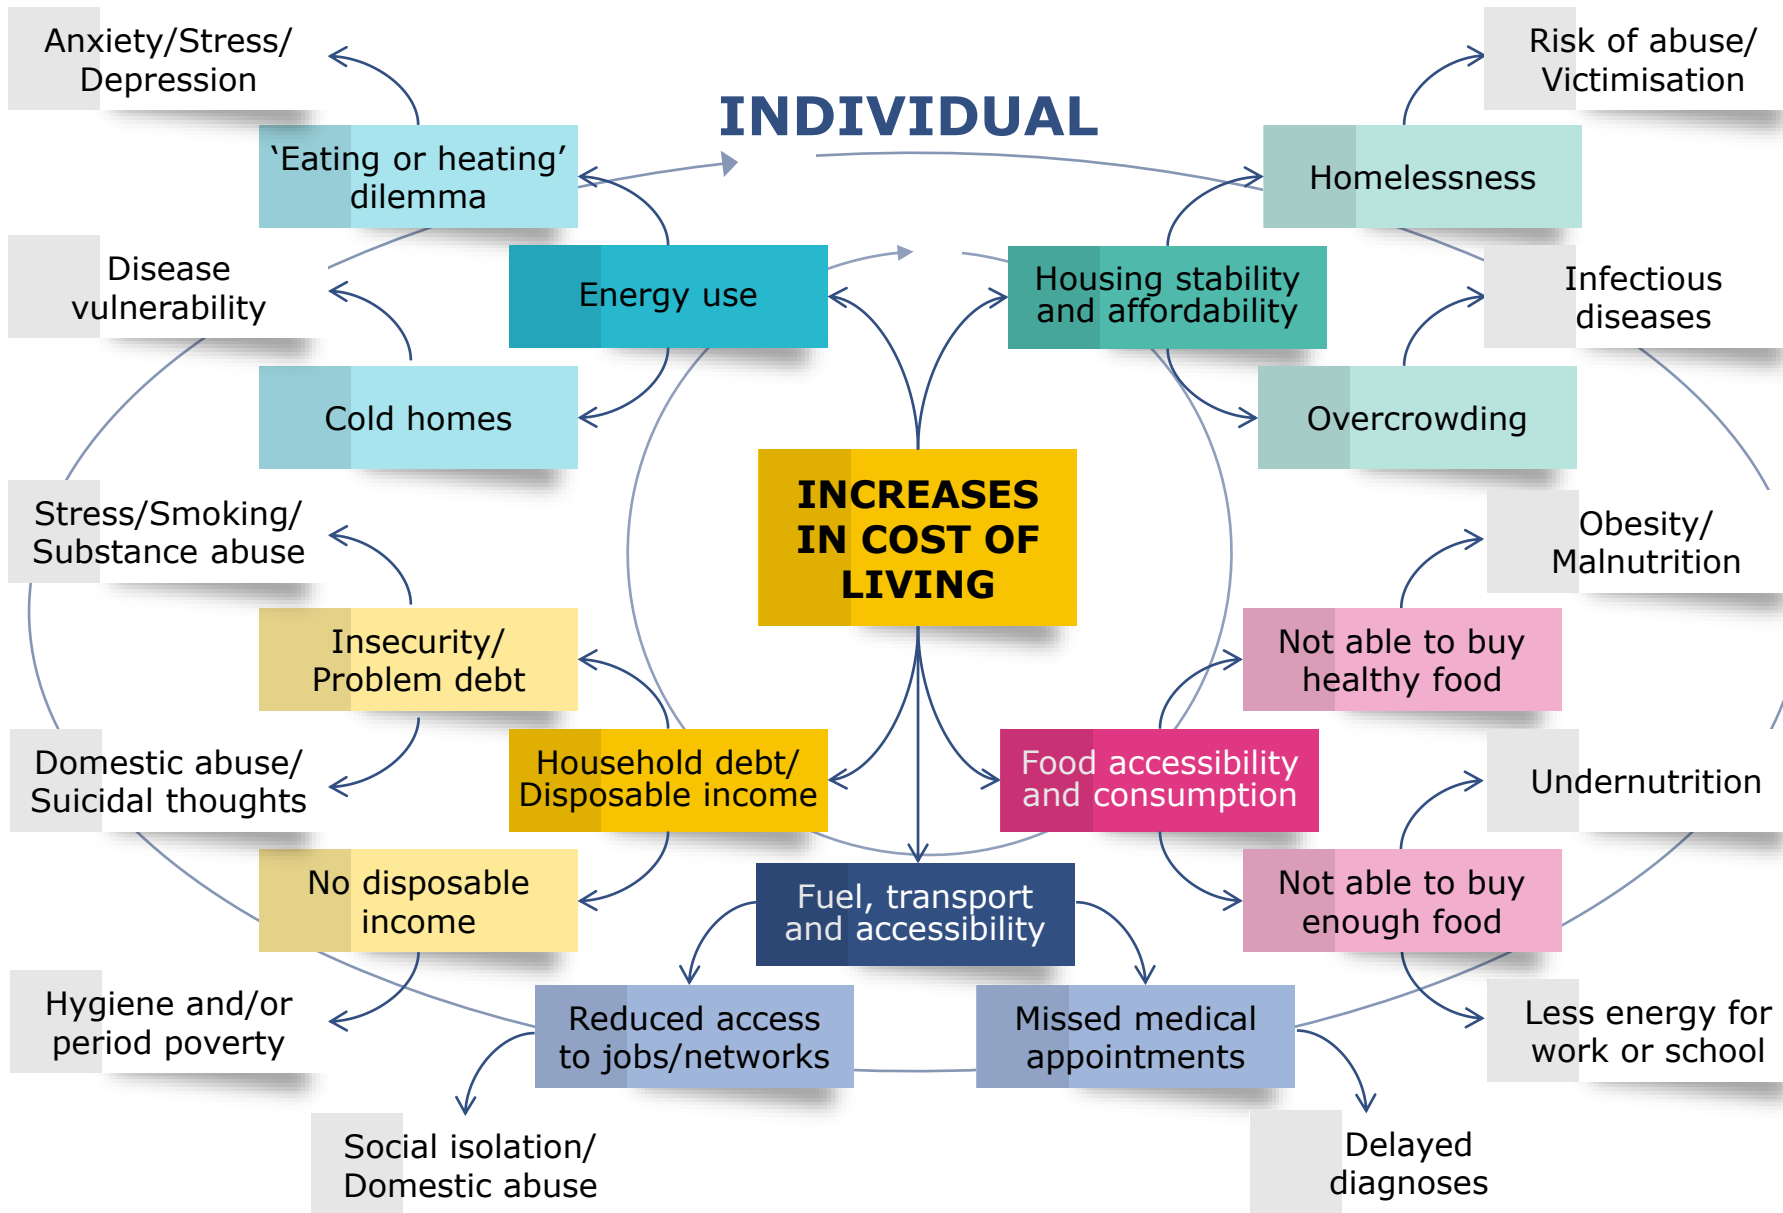 INDIVIDUAL
Anxiety/Stress/
Depression
‘Eating or heating’
dilemma
Disease
vulnerability
Energy use
Cold homes
Risk of abuse/
Victimisation
Homelessness
Housing stability
and affordability
Infectious
diseases
Overcrowding
INCREASES
IN COST OF
LIVING
Stress/Smoking/
Substance abuse
Insecurity/
Problem debt
Domestic abuse/
Suicidal thoughts
Household debt/
Disposable income
No disposable
income
Hygiene and/or
period poverty
Obesity/
Malnutrition
Not able to buy
healthy food
Food accessibility
and consumption
Undernutrition
Not able to buy
enough food
Less energy for
work or school
Fuel, transport
and accessibility
Reduced access
to jobs/networks
Missed medical
appointments
Social isolation/
Domestic abuse
Delayed
diagnoses